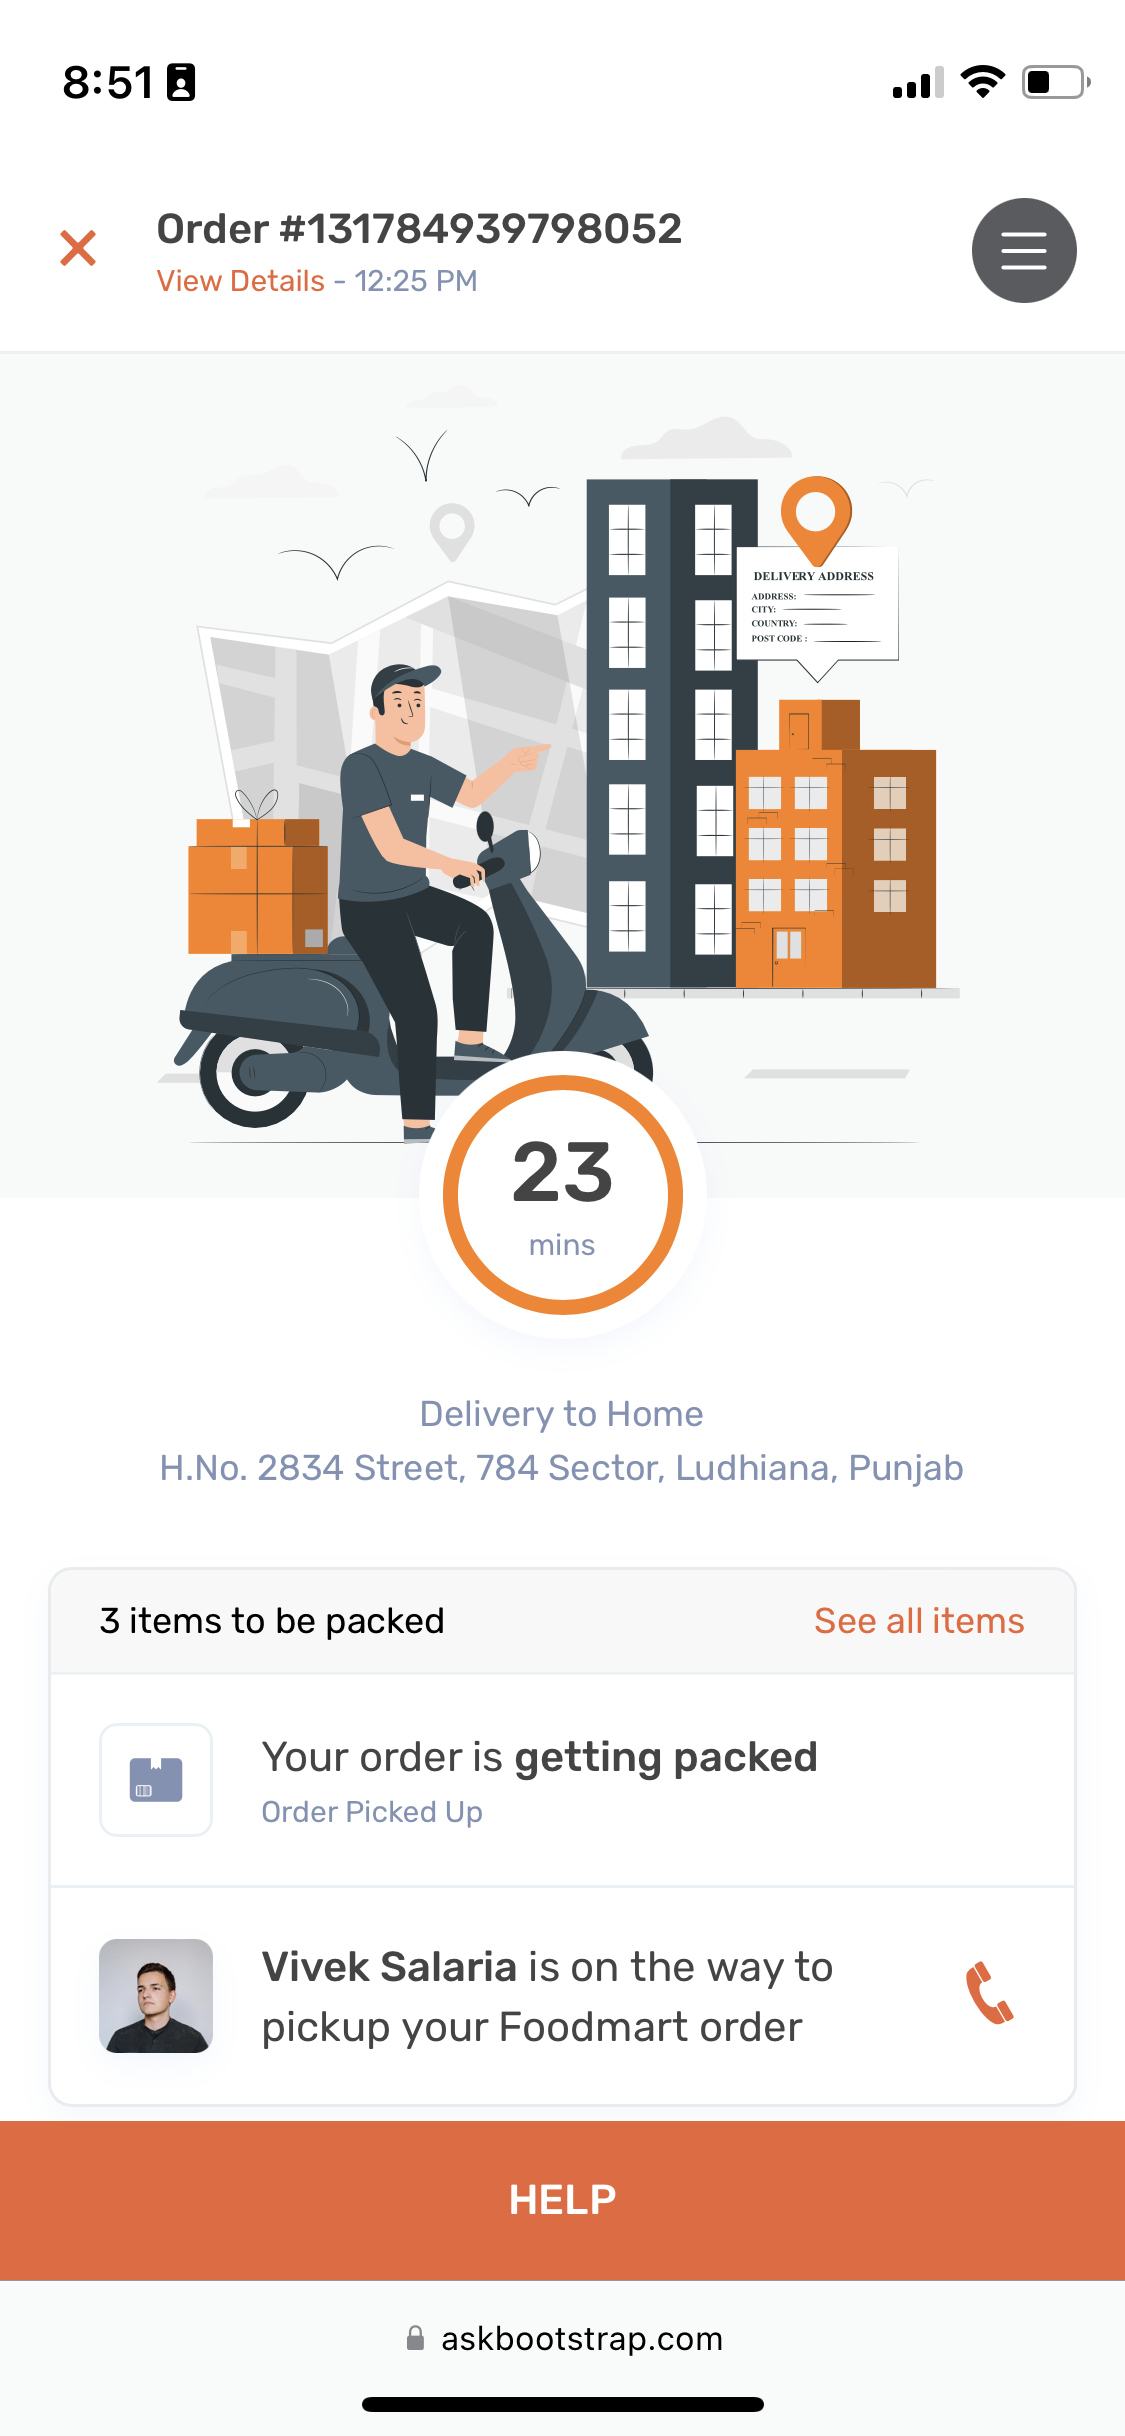 8:51
Order #131784939798052
View Details - 12:25 PM
DELIVERY ADDRESS
ADDRESS:
CITY:
COUNTRY:
POST CODE :
23
mins
Delivery to Home
H.No. 2834 Street, 784 Sector, Ludhiana, Punjab
3 items to be packed
See all items
Your order is getting packed
Order Picked Up
Vivek Salaria is on the way to
pickup your Foodmart order
HELP
askbootstrap.com